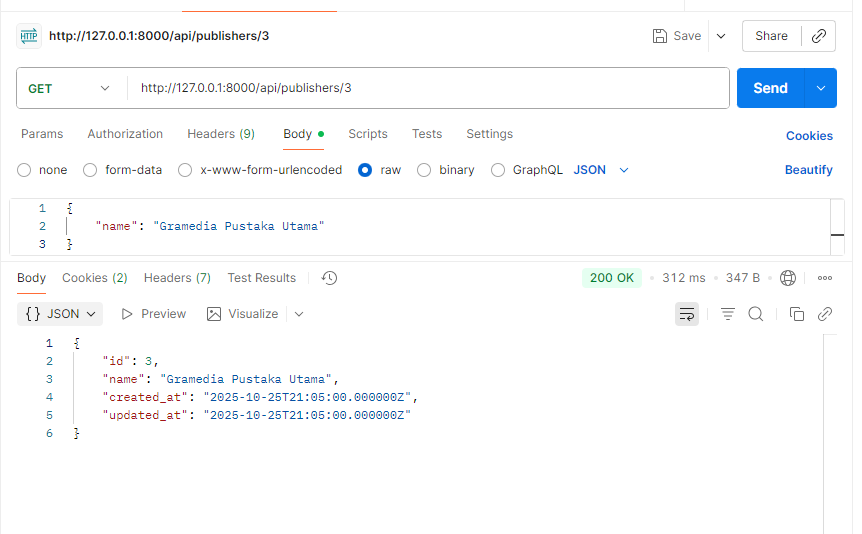 HTTP http://127.0.0.1:8000/api/publishers/3 Save Share
GET http://127.0.0.1:8000/api/publishers/3 Send
Params Authorization Headers (9) Body Scripts Tests Settings Cookies
none form-data x-www-form-urlencoded raw binary GraphQL JSON Beautify
1 {
2 "name": "Gramedia Pustaka Utama"
3 }
Body Cookies (2) Headers (7) Test Results 200 OK • 312 ms • 347 B •
{} JSON Preview Visualize
1 {
2 "id": 3,
3 "name": "Gramedia Pustaka Utama",
4 "created_at": "2025-10-25T21:05:00.000000Z",
5 "updated_at": "2025-10-25T21:05:00.000000Z"
6 }